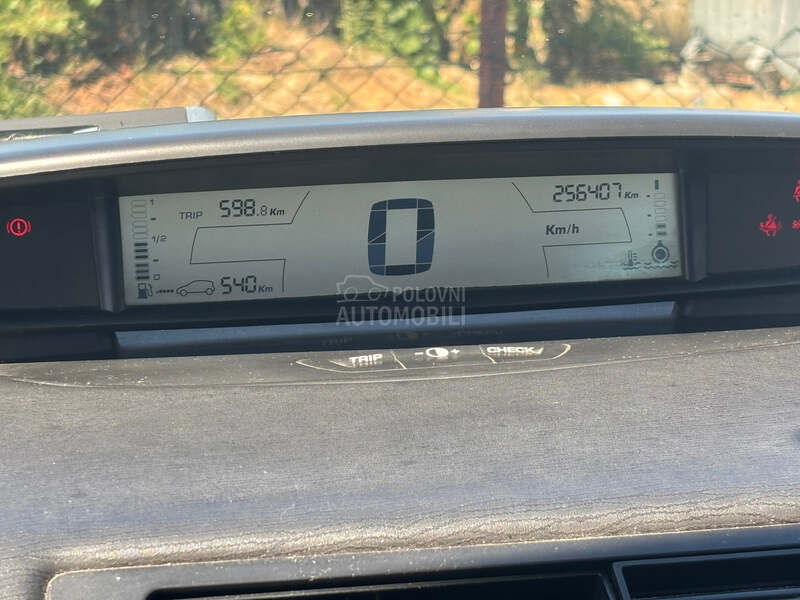 1
TRIP 598.8 Km
1/2
0
540 Km
0
256407 Km
Km/h
POLOVNI
AUTOMOBILI
TRIP
- +
CHECK